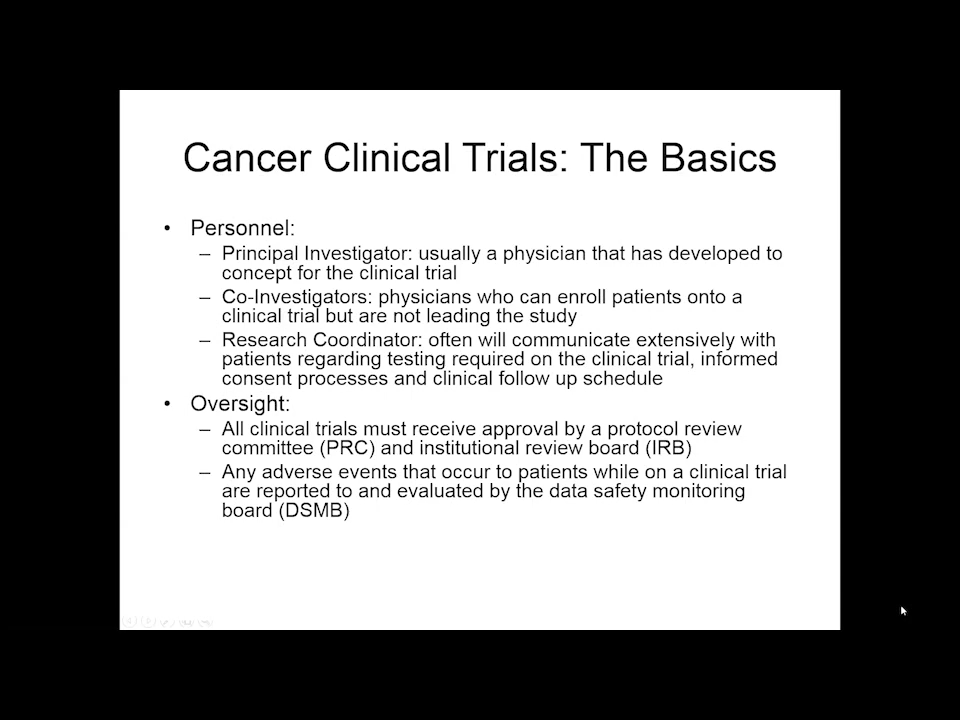 Cancer Clinical Trials: The Basics
• Personnel:
– Principal Investigator: usually a physician that has developed to
concept for the clinical trial
– Co-Investigators: physicians who can enroll patients onto a
clinical trial but are not leading the study
– Research Coordinator: often will communicate extensively with
patients regarding testing required on the clinical trial, informed
consent processes and clinical follow up schedule
• Oversight:
– All clinical trials must receive approval by a protocol review
committee (PRC) and institutional review board (IRB)
– Any adverse events that occur to patients while on a clinical trial
are reported to and evaluated by the data safety monitoring
board (DSMB)